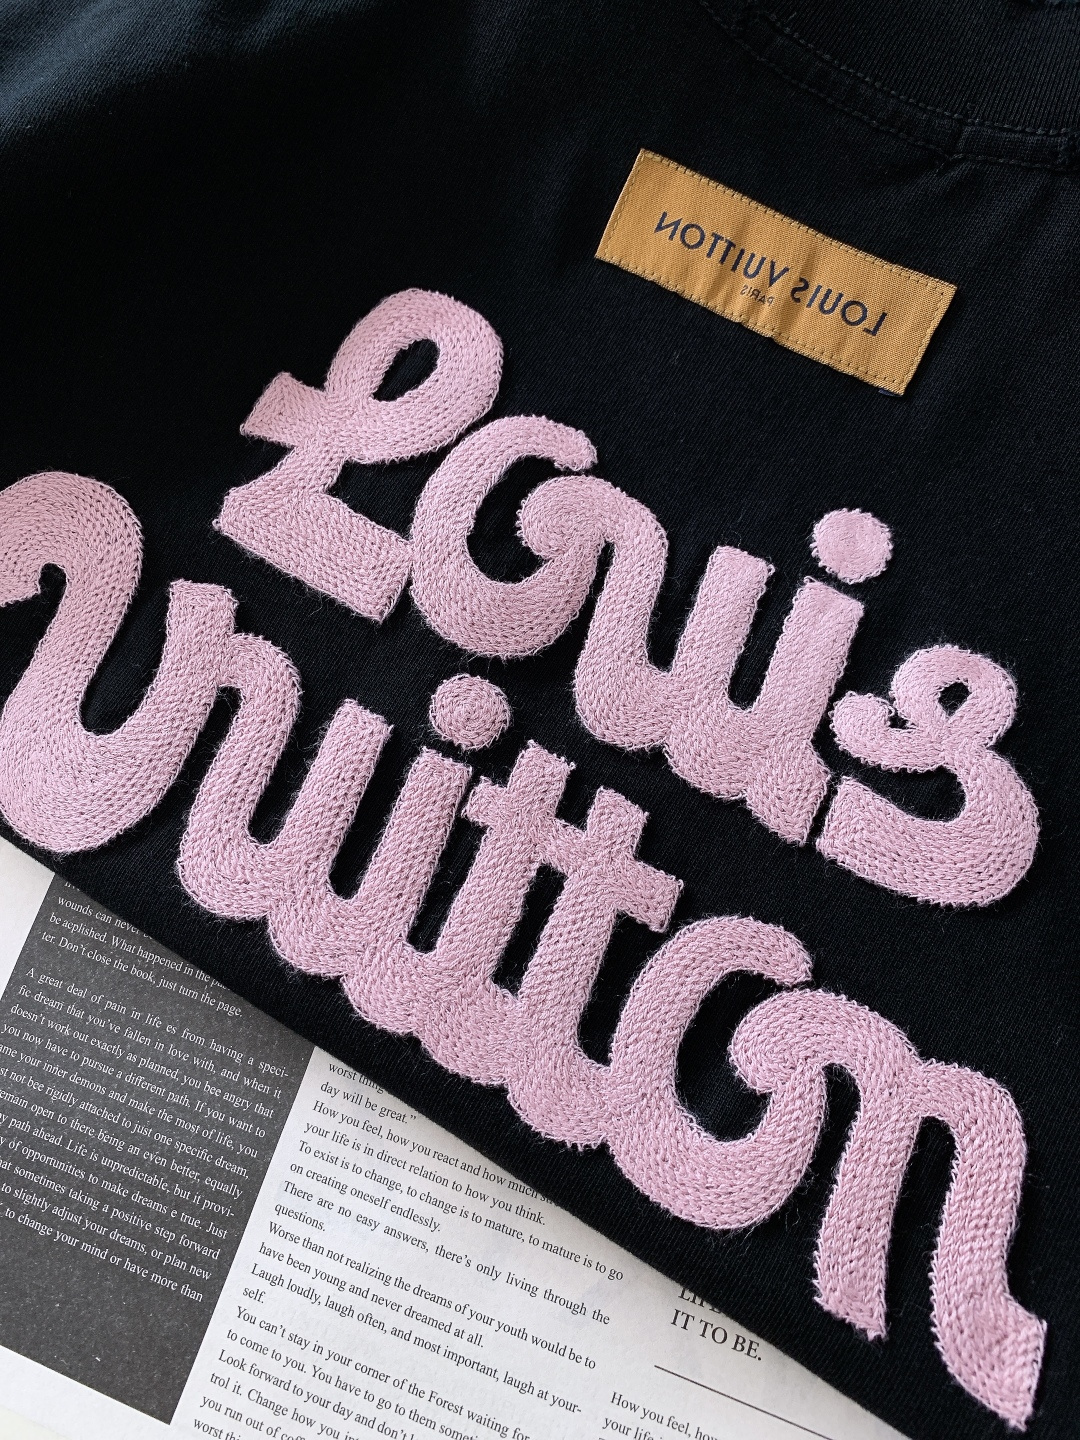 LOUIS VUITTON
PARIS
Louis
Vuitton
wounds can never
be acplished. What happened in the
ter. Don't close the book, just turn the page.
A great deal of pain in life es from having a speci-
fic dream that you've fallen in love with, and when it
doesn't work out exactly as planned, you bee angry that
you now have to pursue a different path. If you want to
your inner demons and make the most of life, you
not bee rigidly attached to just one specific dream,
open to there being an even better, equally
path ahead. Life is unpredictable, but it provi-
of opportunities to make dreams e true. Just
sometimes taking a positive step forward
to slightly adjust your dreams, or plan new
to change your mind or have more than
worst thing
day will be great."
How you feel, how you react and how much
your life is in direct relation to how you think.
To exist is to change, to change is to mature, to mature is to go
on creating oneself endlessly.
There are no easy answers, there's only living through the
questions.
Worse than not realizing the dreams of your youth would be to
have been young and never dreamed at all.
Laugh loudly, laugh often, and most important, laugh at your-
self.
You can't stay in your corner of the Forest waiting for
to come to you. You have to go to them
Look forward to your day and don't
trol it. Change how you
you run out of
worst
IT TO BE.
How you feel, how
your life